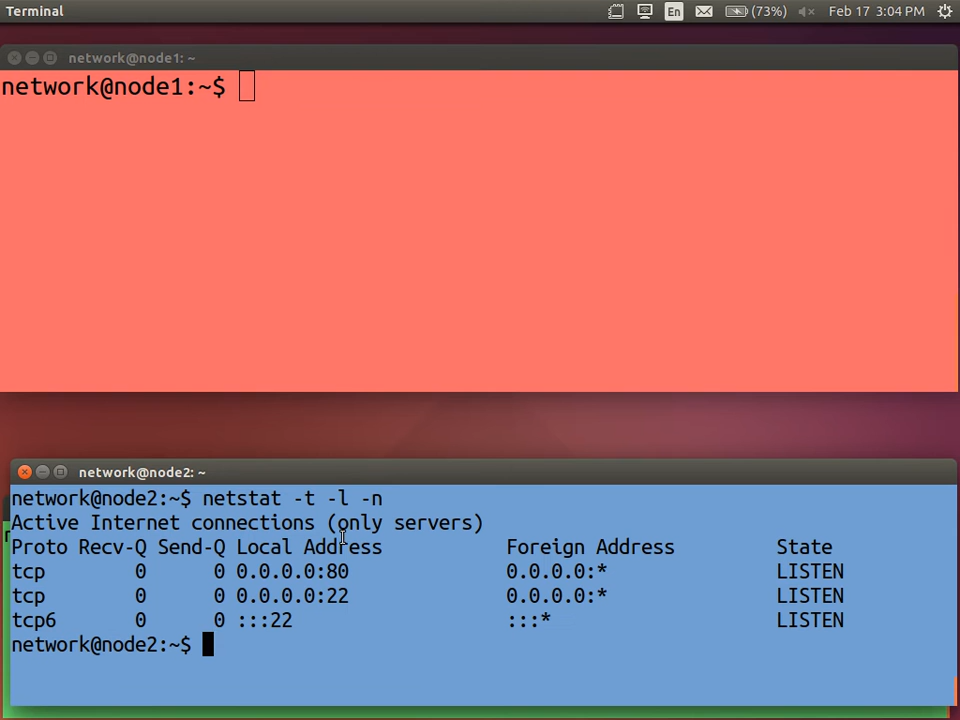 Terminal En (73%) Feb 17 3:04 PM
network@node1: ~
network@node1:~$
network@node2: ~
network@node2:~$ netstat -t -l -n
Active Internet connections (only servers)
Proto Recv-Q Send-Q Local Address Foreign Address State
tcp 0 0 0.0.0.0:80 0.0.0.0:* LISTEN
tcp 0 0 0.0.0.0:22 0.0.0.0:* LISTEN
tcp6 0 0 :::22 :::* LISTEN
network@node2:~$